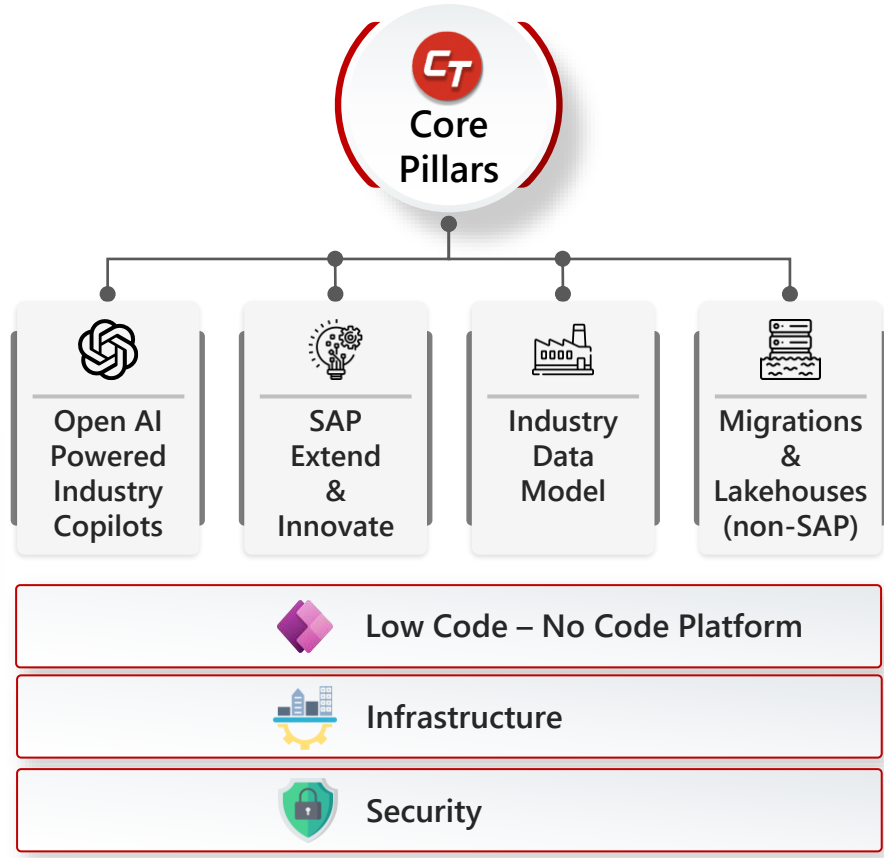 CT
Core
Pillars
Open AI
Powered
Industry
Copilots
SAP
Extend
&
Innovate
Industry
Data
Model
Migrations
&
Lakehouses
(non-SAP)
Low Code – No Code Platform
Infrastructure
Security